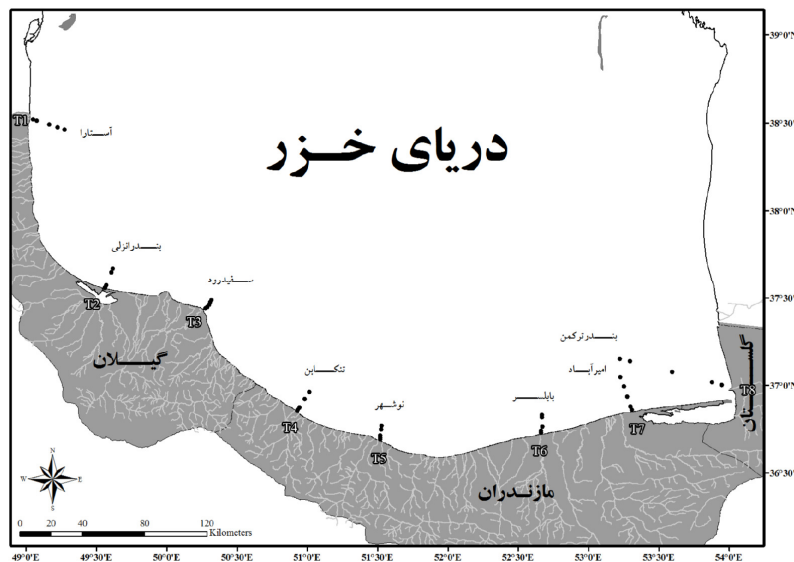 39°0'N
38°30'N
38°0'N
37°30'N
37°0'N
36°30'N
T1
آستارا
دریای خزر
بندرانزلی
T2
سفیدرود
T3
گیلان
تنکابن
T4
نوشهر
T5
بابلسر
T6
بندرترکمن
امیرآباد
T7
T8
گلستان
مازندران
N
W
E
S
0 20 40 80 120
Kilometers
49°0'E 49°30'E 50°0'E 50°30'E 51°0'E 51°30'E 52°0'E 52°30'E 53°0'E 53°30'E 54°0'E